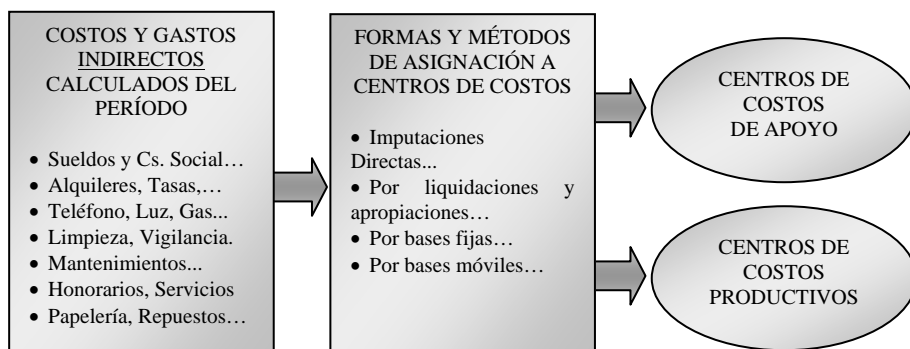 COSTOS Y GASTOS
INDIRECTOS
CALCULADOS DEL
PERÍODO
• Sueldos y Cs. Social…
• Alquileres, Tasas,…
• Teléfono, Luz, Gas...
• Limpieza, Vigilancia.
• Mantenimientos...
• Honorarios, Servicios
• Papelería, Repuestos…
FORMAS Y MÉTODOS
DE ASIGNACIÓN A
CENTROS DE COSTOS
• Imputaciones
Directas...
• Por liquidaciones y
apropiaciones…
• Por bases fijas…
• Por bases móviles…
CENTROS DE
COSTOS
DE APOYO
CENTROS DE
COSTOS
PRODUCTIVOS